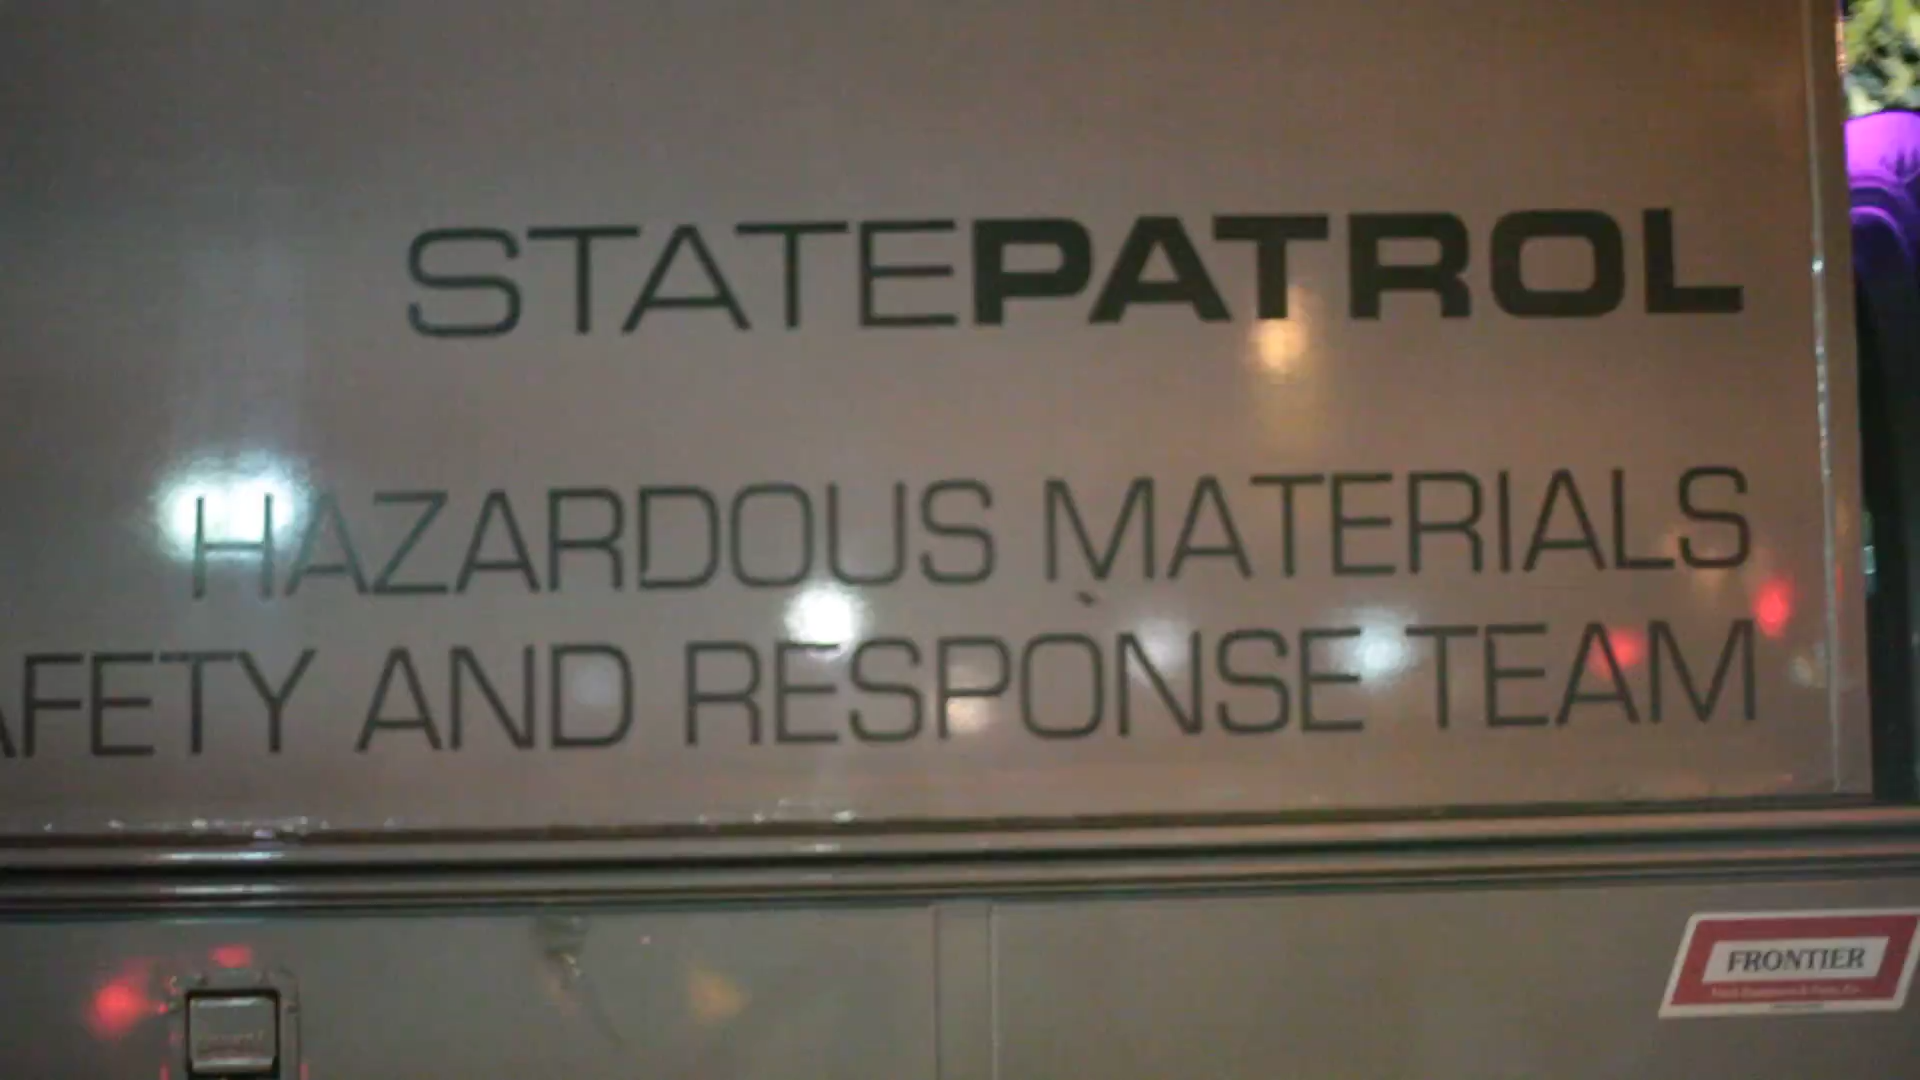 STATEPATROL
HAZARDOUS MATERIALS
AFETY AND RESPONSE TEAM
FRONTIER